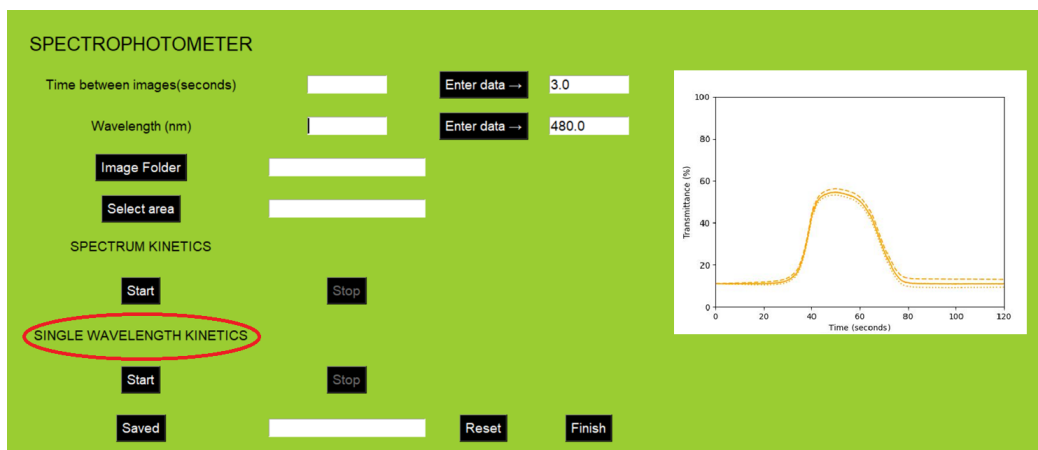 SPECTROPHOTOMETER
Time between images(seconds) Enter data → 3.0
Wavelength (nm) Enter data → 480.0
Image Folder
Select area
SPECTRUM KINETICS
Start Stop
SINGLE WAVELENGTH KINETICS
Start Stop
Saved Reset Finish
100
80
60
40
20
0
Transmittance (%)
0 20 40 60 80 100 120
Time (seconds)